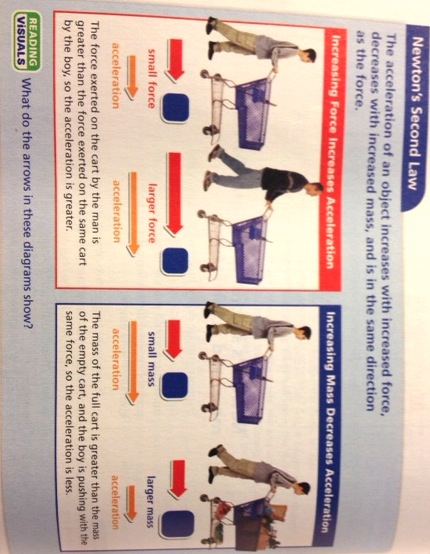 Newton's Second Law
The acceleration of an object increases with increased force,
decreases with increased mass, and is in the same direction
as the force.
Increasing Force Increases Acceleration
small force
acceleration
larger force
acceleration
The force exerted on the cart by the man is
greater than the force exerted on the same cart
by the boy, so the acceleration is greater.
Increasing Mass Decreases Acceleration
small mass
acceleration
larger mass
acceleration
The mass of the full cart is greater than the mass
of the empty cart, and the boy is pushing with the
same force, so the acceleration is less.
READING
VISUALS
What do the arrows in these diagrams show?